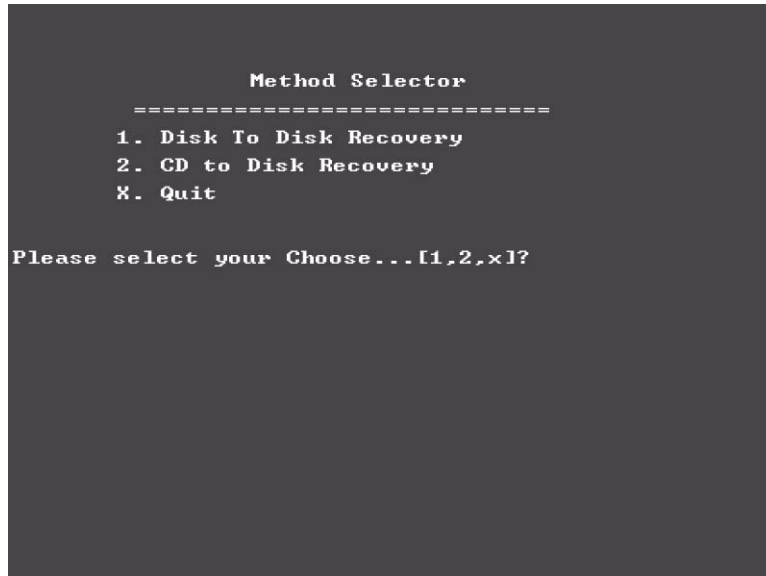 Method Selector
=============================
1. Disk To Disk Recovery
2. CD to Disk Recovery
X. Quit
Please select your Choose...[1,2,x]?